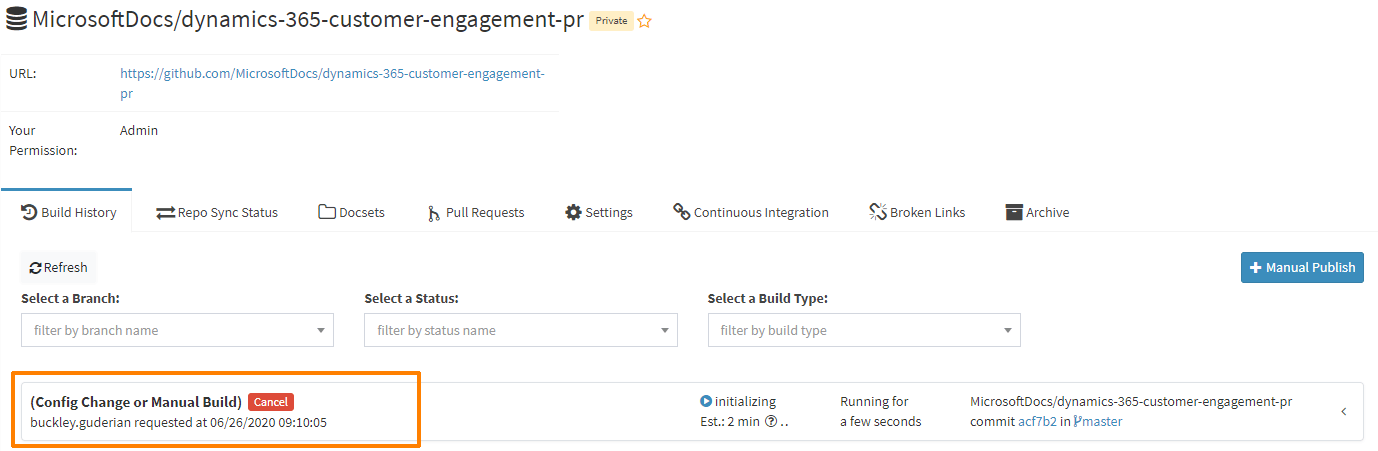 MicrosoftDocs/dynamics-365-customer-engagement-pr Private
URL: https://github.com/MicrosoftDocs/dynamics-365-customer-engagement-
pr
Your Admin
Permission:
Build History Repo Sync Status Docsets Pull Requests Settings Continuous Integration Broken Links Archive
Refresh + Manual Publish
Select a Branch: Select a Status: Select a Build Type:
filter by branch name filter by status name filter by build type
(Config Change or Manual Build) Cancel initializing Running for MicrosoftDocs/dynamics-365-customer-engagement-pr
buckley.guderian requested at 06/26/2020 09:10:05 Est.: 2 min ? .. a few seconds commit acf7b2 in master